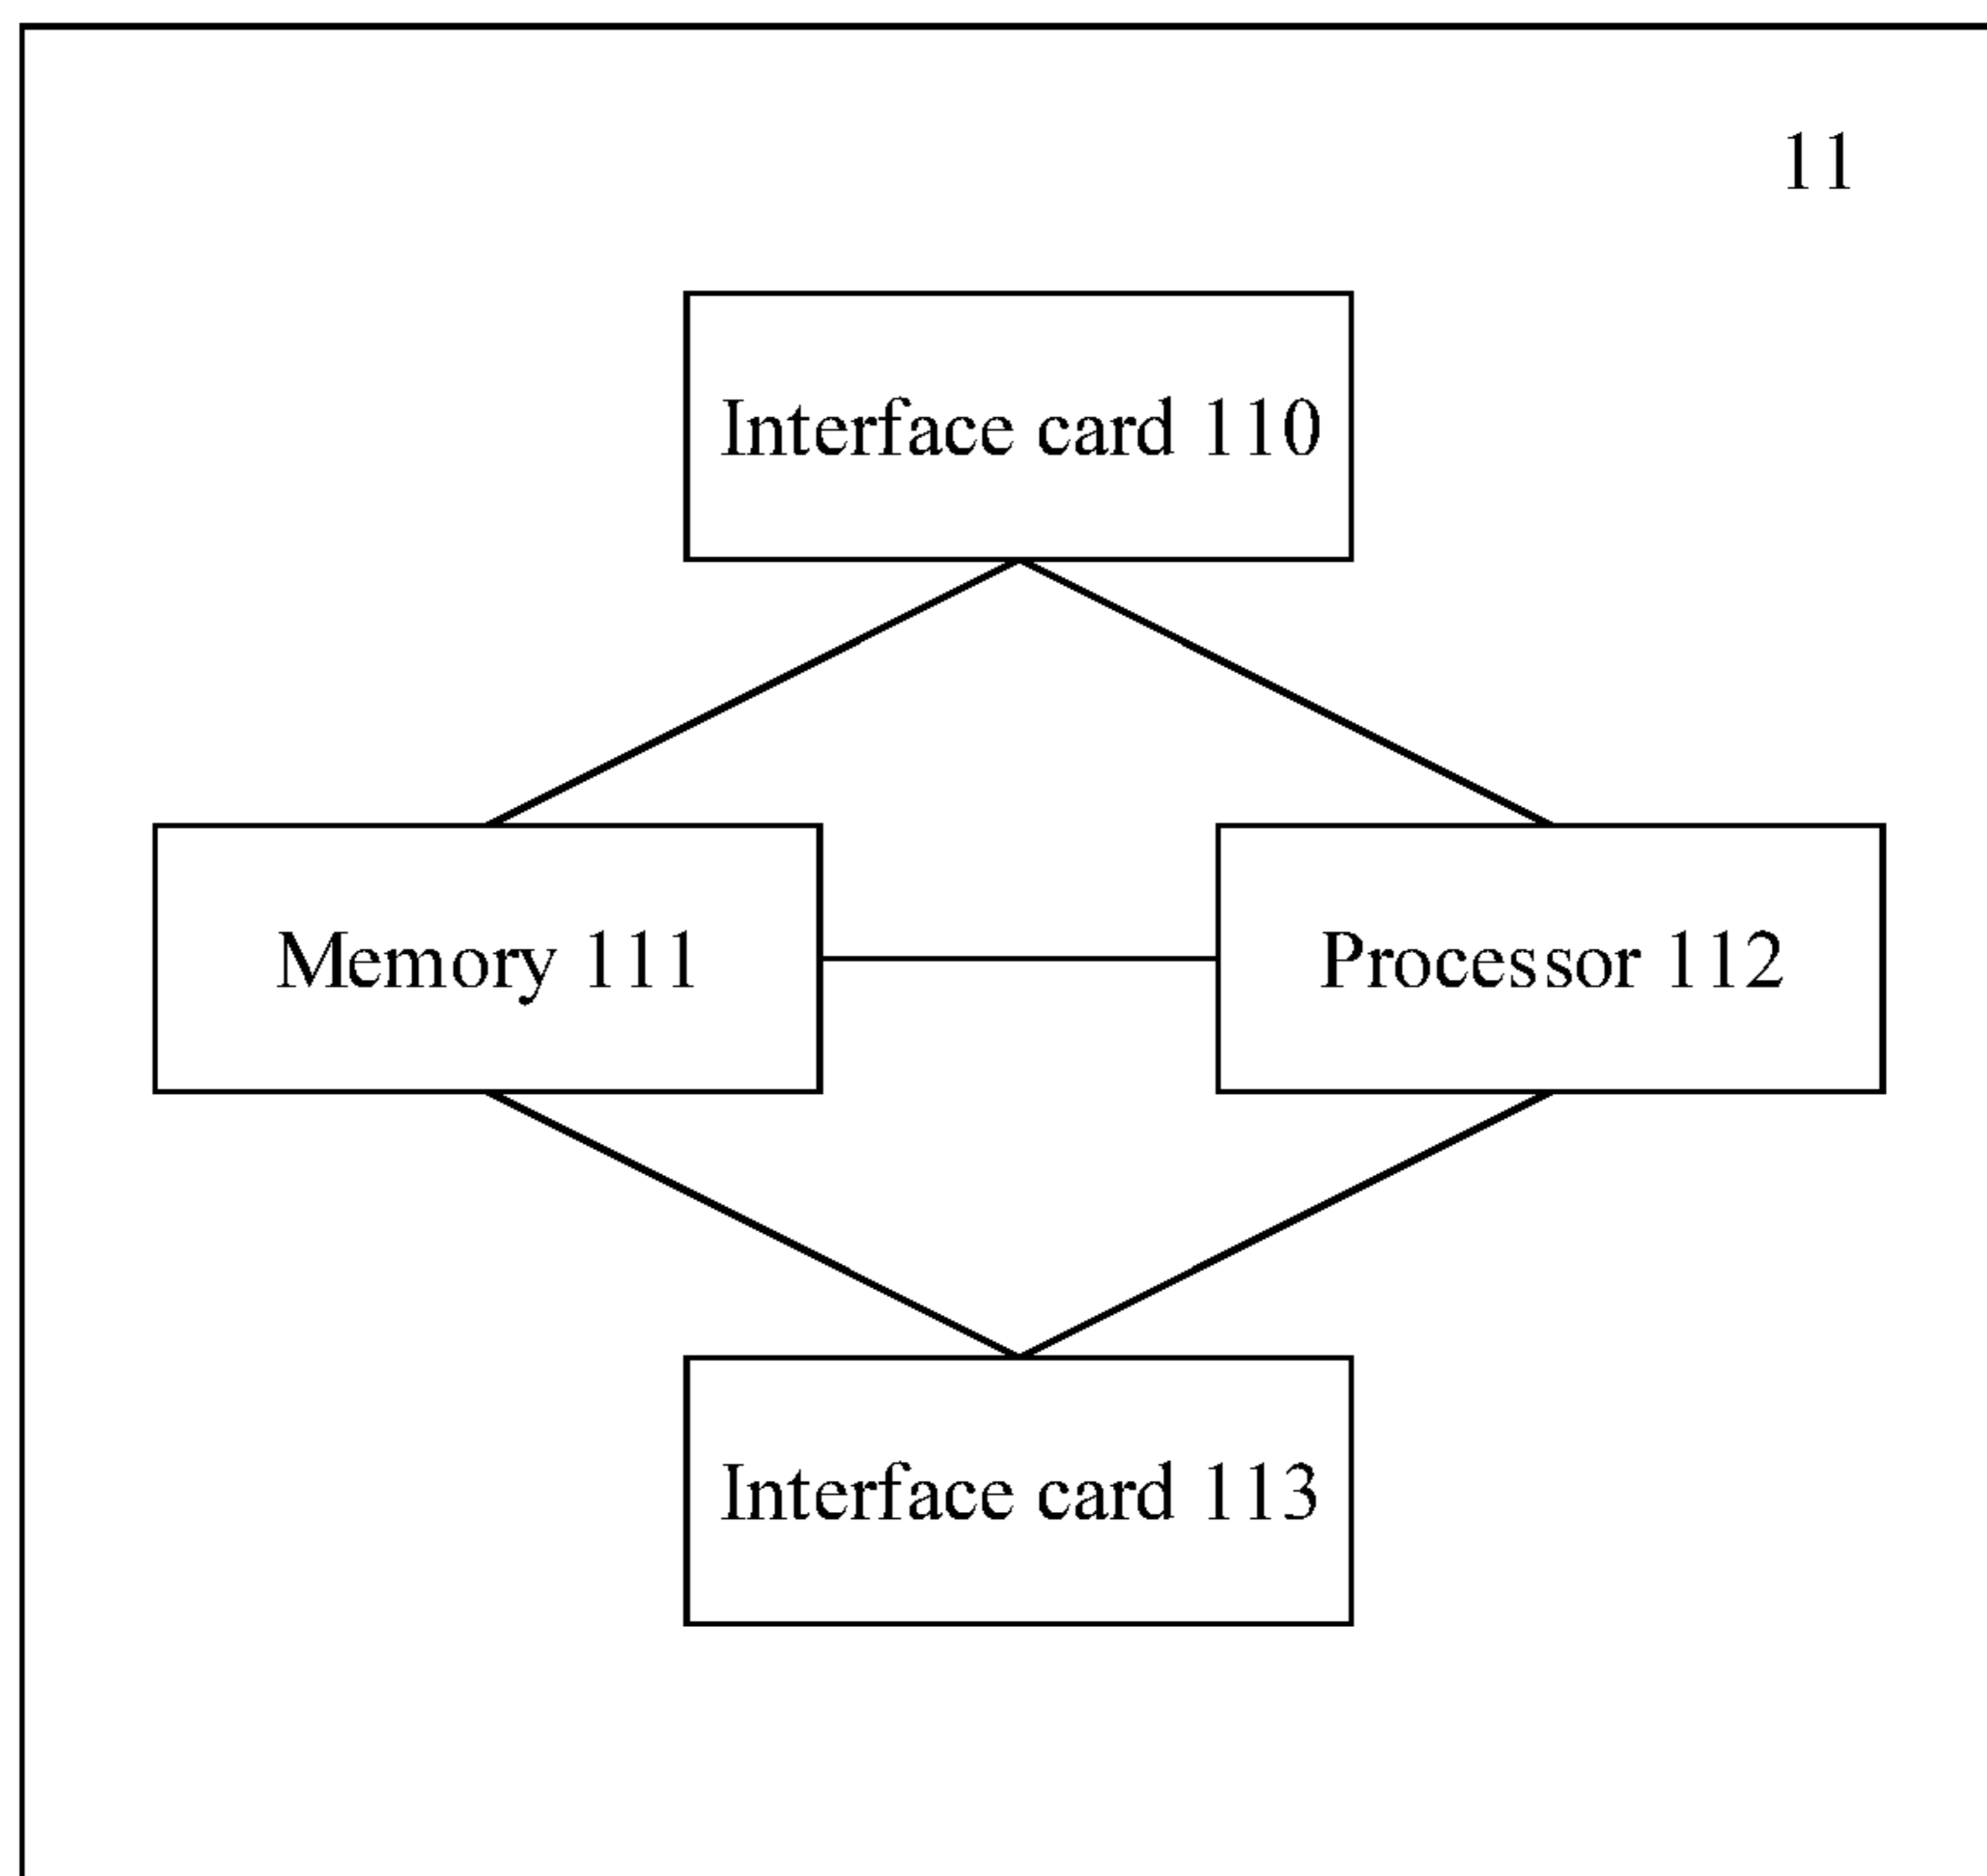 11
Interface card 110
Memory 111
Processor 112
Interface card 113